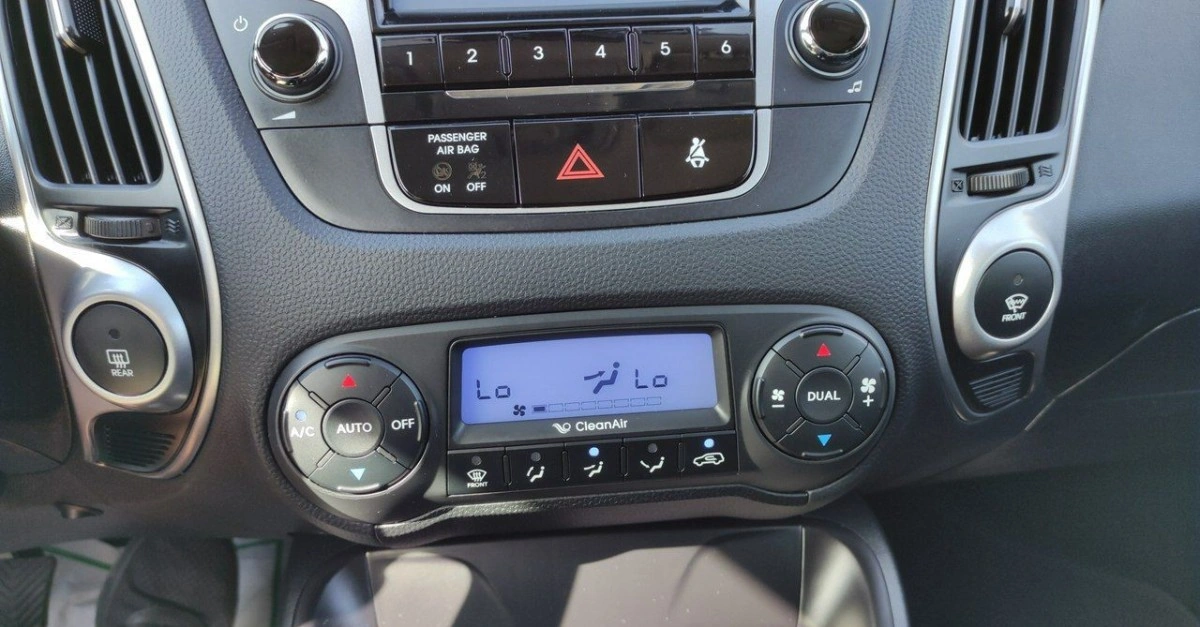 1 2 3 4 5 6
PASSENGER
AIR BAG
ON OFF
REAR
FRONT
A/C AUTO OFF
Lo Lo
CleanAir
FRONT
DUAL
- +